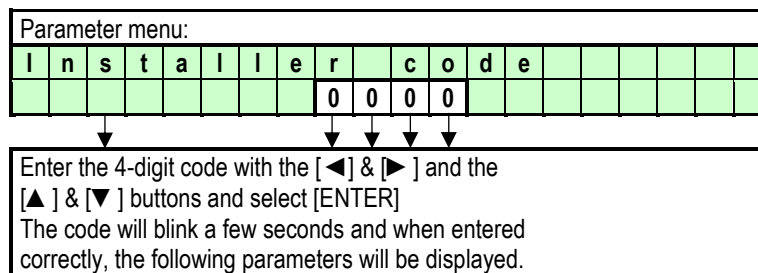 Parameter menu:
Installer code
0000
Enter the 4-digit code with the [◄] & [► ] and the
[▲ ] & [▼ ] buttons and select [ENTER]
The code will blink a few seconds and when entered
correctly, the following parameters will be displayed.